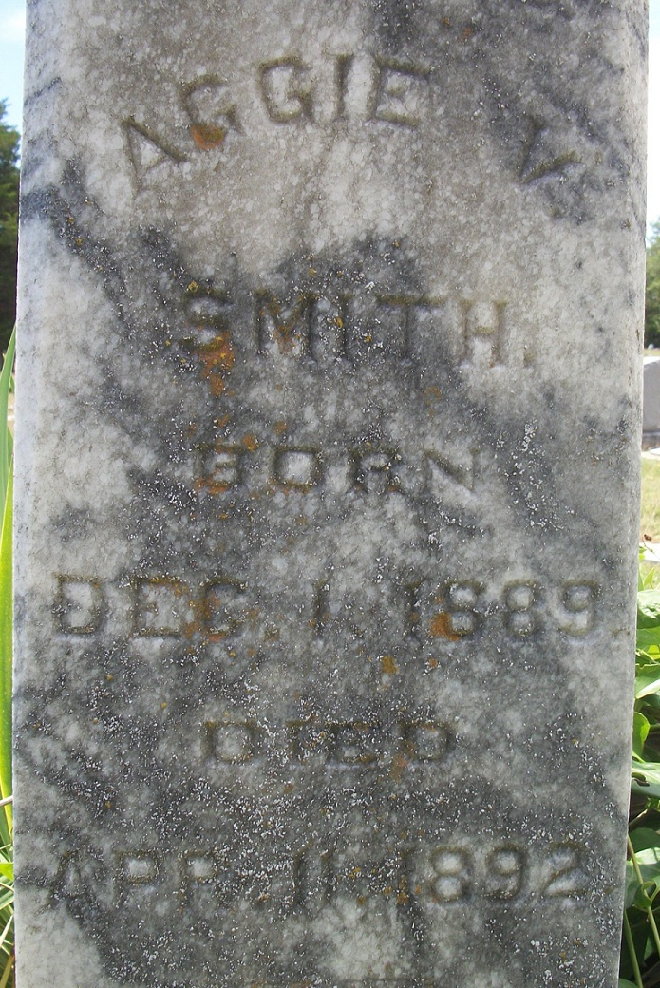 AGGIE V.
SMITH.
BORN
DEC. 1. 1889.
DIED
APR. 11. 1892.